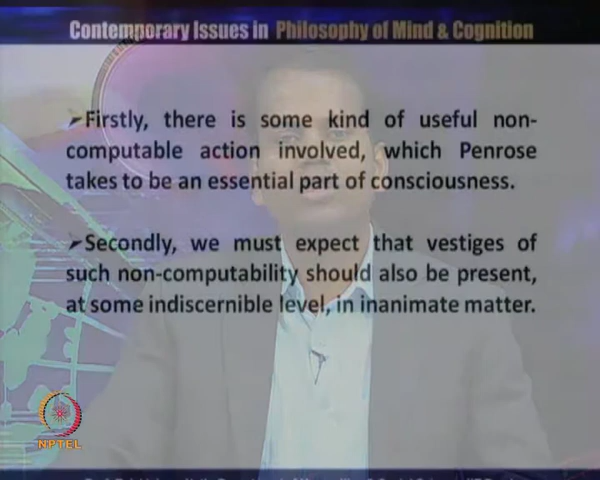 Contemporary Issues in Philosophy of Mind & Cognition
➢Firstly, there is some kind of useful non-
computable action involved, which Penrose
takes to be an essential part of consciousness.
➢Secondly, we must expect that vestiges of
such non-computability should also be present,
at some indiscernible level, in inanimate matter.
NPTEL